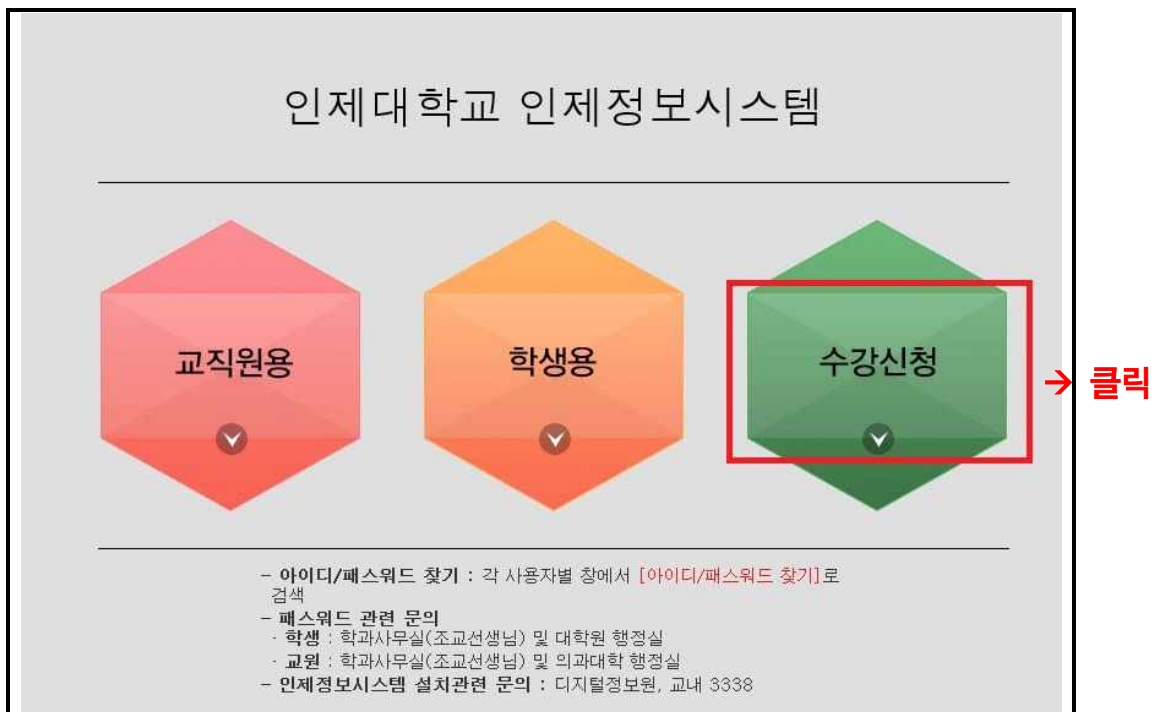 인제대학교 인제정보시스템
교직원용
학생용
수강신청
→ 클릭
- 아이디/패스워드 찾기 : 각 사용자별 창에서 [아이디/패스워드 찾기]로
검색
- 패스워드 관련 문의
· 학생 : 학과사무실(조교선생님) 및 대학원 행정실
· 교원 : 학과사무실(조교선생님) 및 의과대학 행정실
- 인제정보시스템 설치관련 문의 : 디지털정보원, 교내 3338